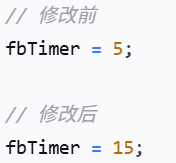 // 修改前
fbTimer = 5;
// 修改后
fbTimer = 15;